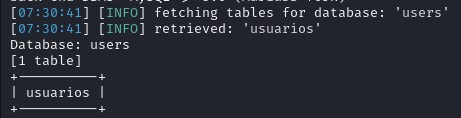 [07:30:41] [INFO] fetching tables for database: 'users'
[07:30:41] [INFO] retrieved: 'usuarios'
Database: users
[1 table]
+----------+
| usuarios |
+----------+